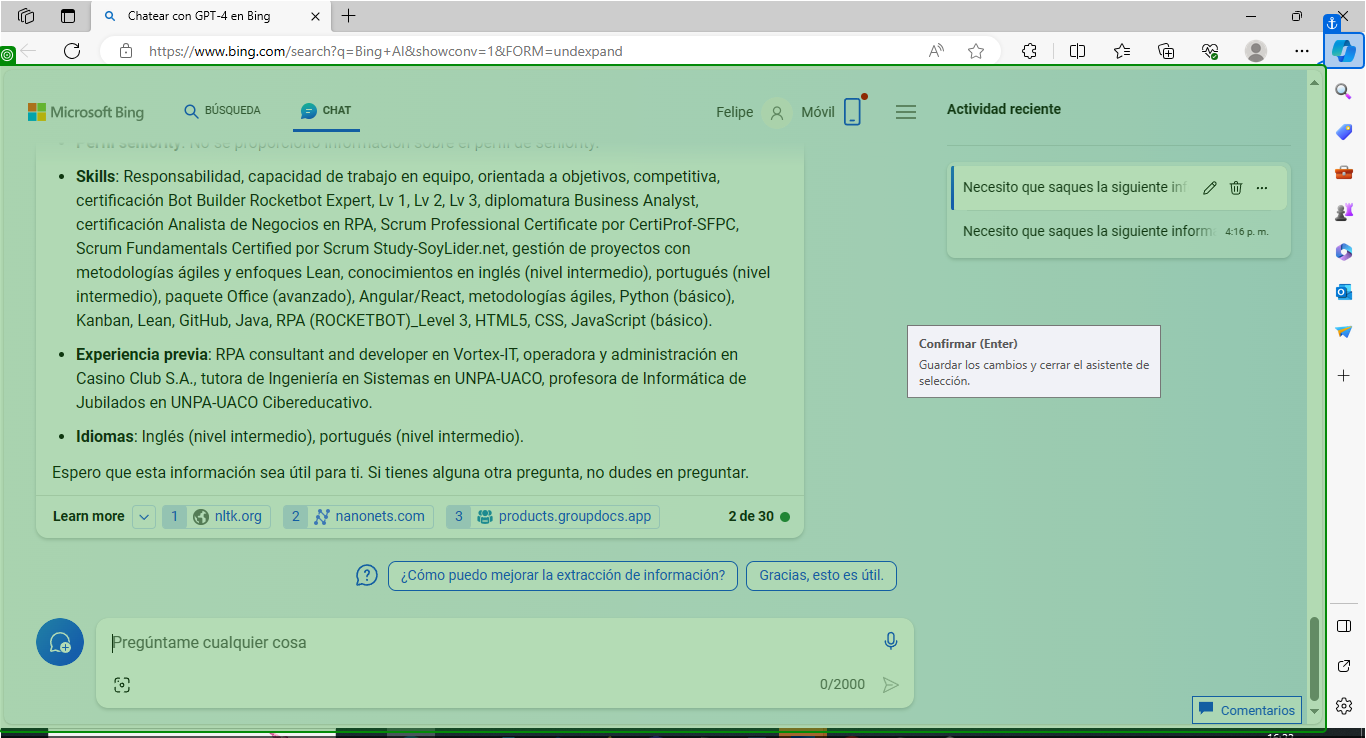 Chatear con GPT-4 en Bing
https://www.bing.com/search?q=Bing+AI&showconv=1&FORM=undexpand
Microsoft Bing
BÚSQUEDA
CHAT
Felipe
Móvil
Actividad reciente
Perfil seniority: No se proporcionó información sobre el perfil de seniority.
Necesito que saques la siguiente inf
Necesito que saques la siguiente inform
4:16 p. m.
• Skills: Responsabilidad, capacidad de trabajo en equipo, orientada a objetivos, competitiva,
certificación Bot Builder Rocketbot Expert, Lv 1, Lv 2, Lv 3, diplomatura Business Analyst,
certificación Analista de Negocios en RPA, Scrum Professional Certificate por CertiProf-SFPC,
Scrum Fundamentals Certified por Scrum Study-SoyLider.net, gestión de proyectos con
metodologías ágiles y enfoques Lean, conocimientos en inglés (nivel intermedio), portugués (nivel
intermedio), paquete Office (avanzado), Angular/React, metodologías ágiles, Python (básico),
Kanban, Lean, GitHub, Java, RPA (ROCKETBOT)_Level 3, HTML5, CSS, JavaScript (básico).
• Experiencia previa: RPA consultant and developer en Vortex-IT, operadora y administración en
Casino Club S.A., tutora de Ingeniería en Sistemas en UNPA-UACO, profesora de Informática de
Jubilados en UNPA-UACO Cibereducativo.
• Idiomas: Inglés (nivel intermedio), portugués (nivel intermedio).
Espero que esta información sea útil para ti. Si tienes alguna otra pregunta, no dudes en preguntar.
Confirmar (Enter)
Guardar los cambios y cerrar el asistente de
selección.
Learn more
1 nltk.org
2 nanonets.com
3 products.groupdocs.app
2 de 30
¿Cómo puedo mejorar la extracción de información?
Gracias, esto es útil.
Pregúntame cualquier cosa
0/2000
Comentarios